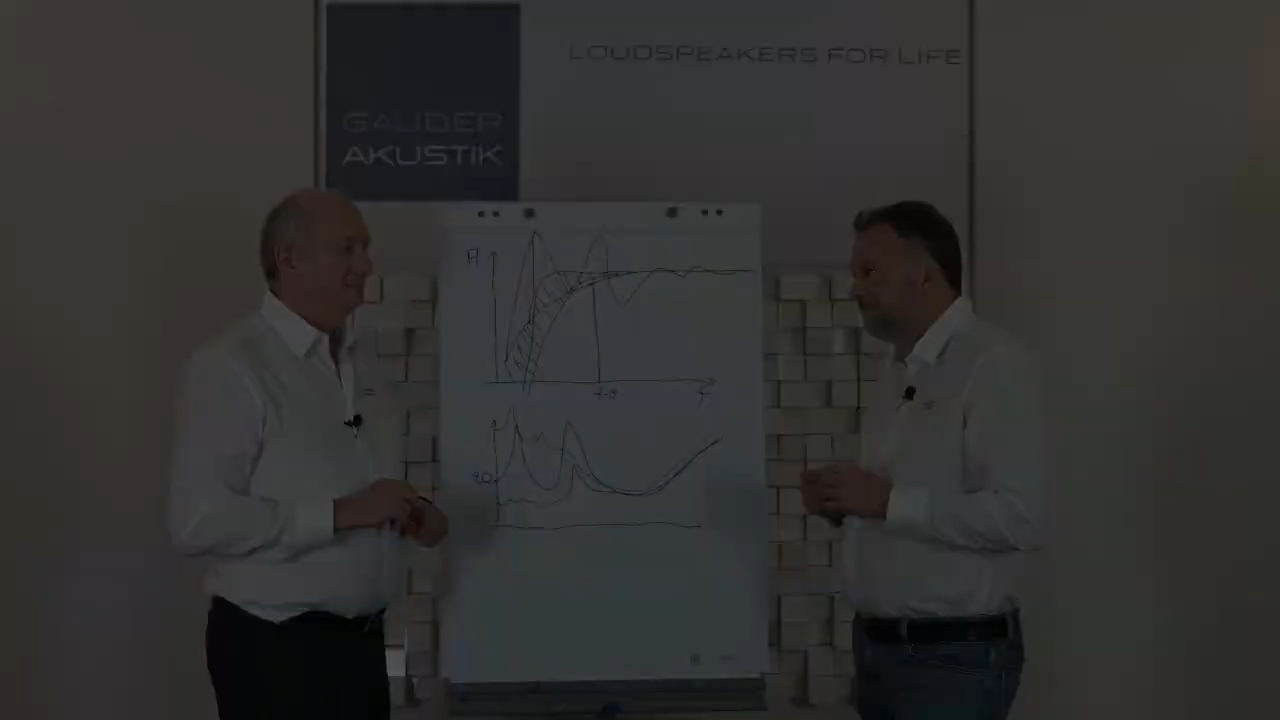 LOUDSPEAKERS FOR LIFE
GAUDER
AKUSTIK
A
f